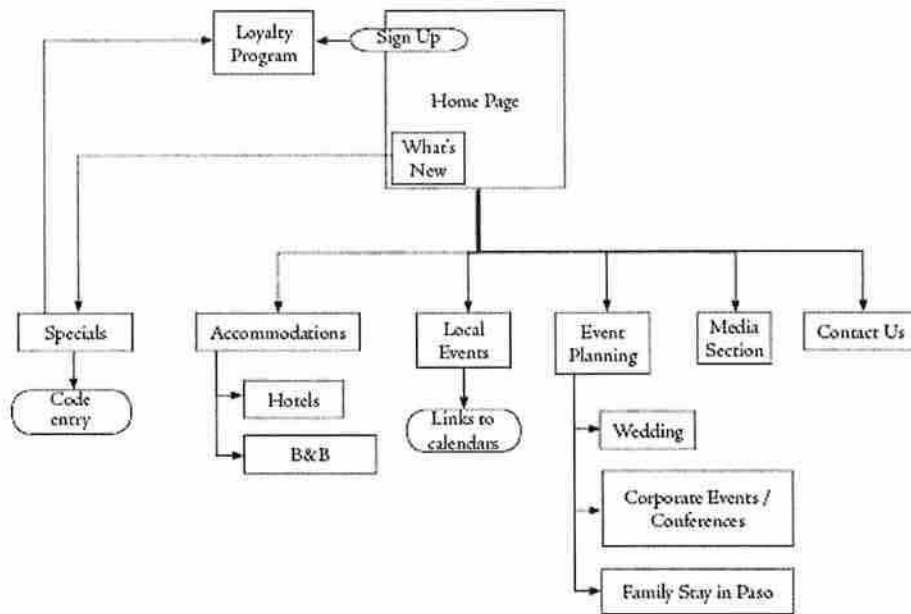 Loyalty
Program
Sign Up
Home Page
What's
New
Specials
Accommodations
Local
Events
Event
Planning
Media
Section
Contact Us
Code
entry
Hotels
B&B
Links to
calendars
Wedding
Corporate Events /
Conferences
Family Stay in Paso